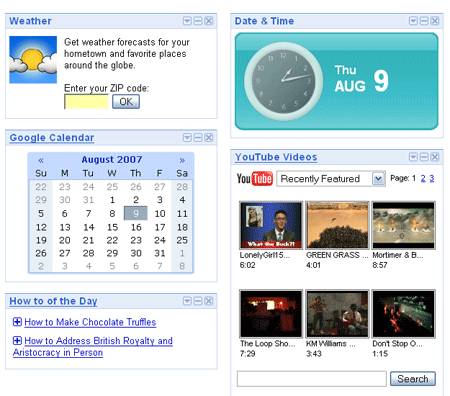 Weather
Get weather forecasts for your
hometown and favorite places
around the globe.
Enter your ZIP code:
OK
Google Calendar
« August 2007 »
Su M Tu W Th F Sa
22 23 24 25 26 27 28
29 30 31 1 2 3 4
5 6 7 8 9 10 11
12 13 14 15 16 17 18
19 20 21 22 23 24 25
26 27 28 29 30 31 1
2 3 4 5 6 7 8
How to of the Day
How to Make Chocolate Truffles
How to Address British Royalty and
Aristocracy in Person
Date & Time
Thu
AUG 9
YouTube Videos
YouTube Recently Featured Page: 1 2 3
What the Buck?!
LonelyGirl15... GREEN GRASS ... Mortimer & B...
6:02 4:01 8:57
The Loop Sho... KM Williams ... Don't Stop O...
7:29 3:43 1:15
Search